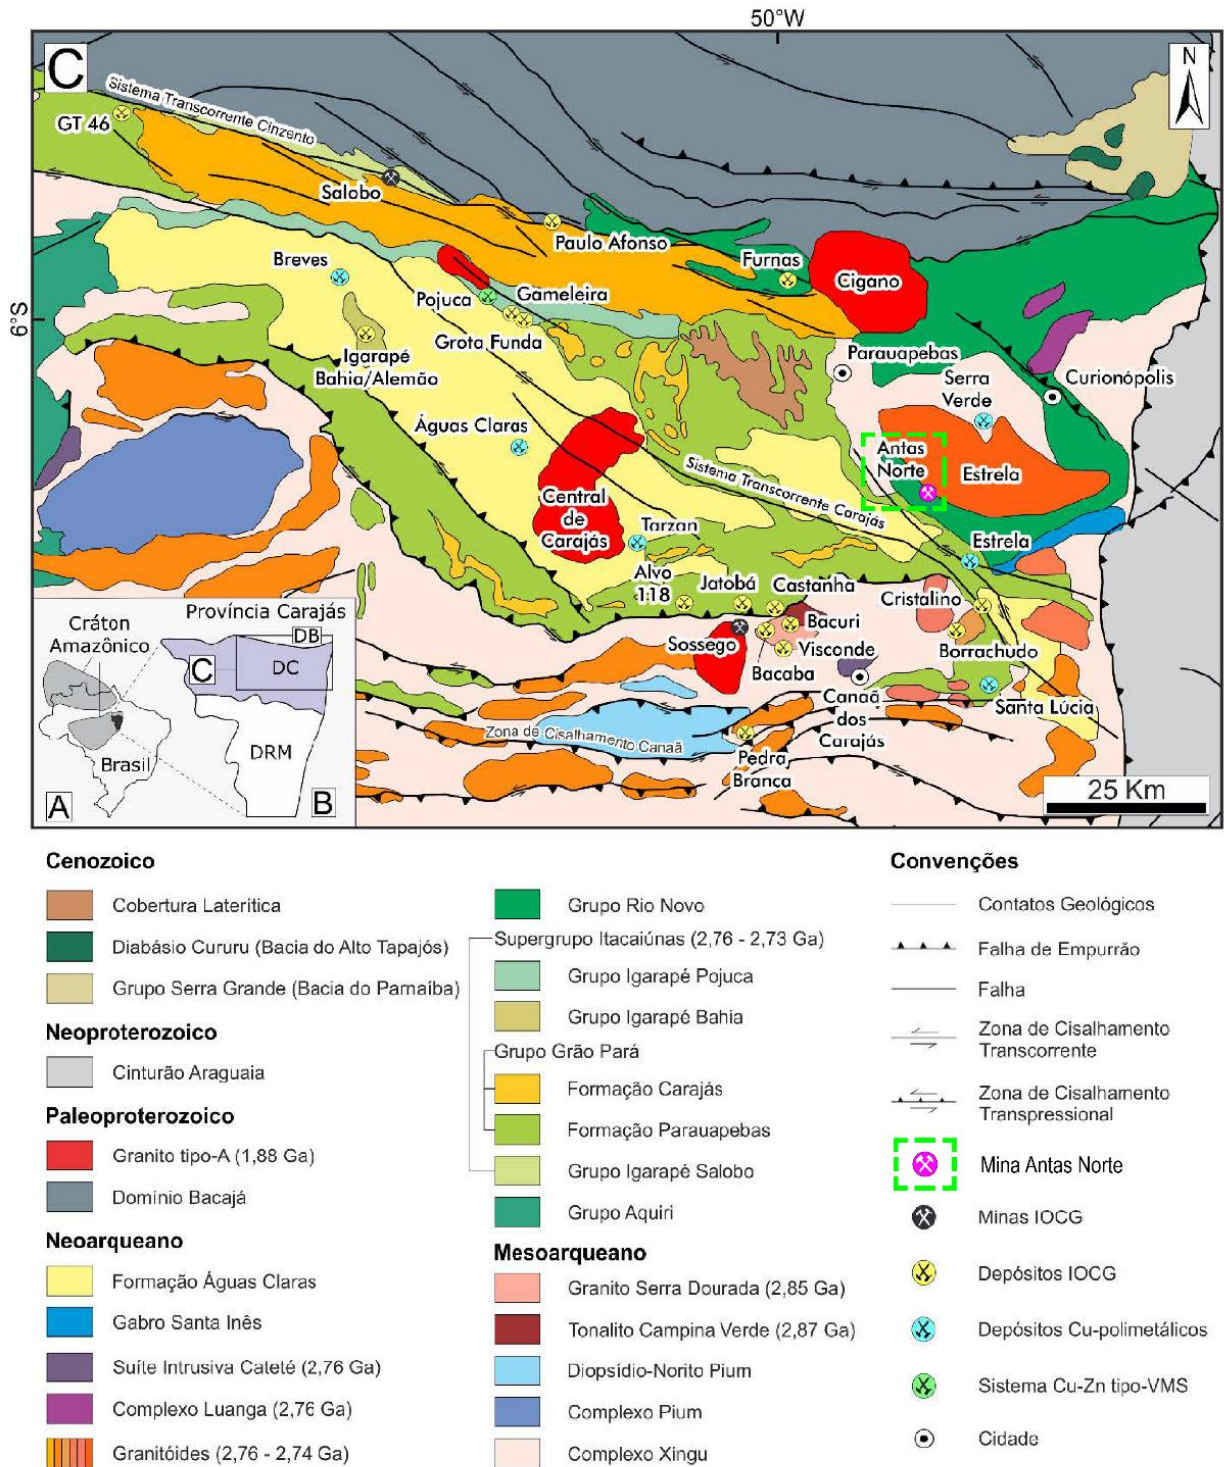 50°W
C
N
6°S
Sistema Transcorrente Cinzento
GT 46
Salobo
Paulo Afonso
Breves
Furnas
Cigano
Pojuca
Gameleira
Grota Funda
Igarapé
Bahia/Alemão
Parauapebas
Serra
Verde
Curionópolis
Águas Claras
Antas
Norte
Estrela
Sistema Transcorrente Carajás
Central
de
Carajás
Tarzan
Estrela
Alvo
118
Jatobá
Castanha
Cristalino
Bacuri
Sossego
Visconde
Borrachudo
Bacaba
Canaã
dos
Carajás
Santa Lúcia
Zona de Cisalhamento Canaã
Pedra
Branca
25 Km
Província Carajás
Cráton
Amazônico
DB
C
DC
DRM
Brasil
A
B
Cenozoico
Cobertura Laterítica
Diabásio Cururu (Bacia do Alto Tapajós)
Grupo Serra Grande (Bacia do Parnaíba)
Neoproterozoico
Cinturão Araguaia
Paleoproterozoico
Granito tipo-A (1,88 Ga)
Domínio Bacajá
Neoarqueano
Formação Águas Claras
Gabro Santa Inês
Suíte Intrusiva Cateté (2,76 Ga)
Complexo Luanga (2,76 Ga)
Granitóides (2,76 - 2,74 Ga)
Grupo Rio Novo
Supergrupo Itacaiúnas (2,76 - 2,73 Ga)
Grupo Igarapé Pojuca
Grupo Igarapé Bahia
Grupo Grão Pará
Formação Carajás
Formação Parauapebas
Grupo Igarapé Salobo
Grupo Aquiri
Mesoarqueano
Granito Serra Dourada (2,85 Ga)
Tonalito Campina Verde (2,87 Ga)
Diopsídio-Norito Pium
Complexo Pium
Complexo Xingu
Convenções
Contatos Geológicos
Falha de Empurrão
Falha
Zona de Cisalhamento
Transcorrente
Zona de Cisalhamento
Transpressional
Mina Antas Norte
Minas IOCG
Depósitos IOCG
Depósitos Cu-polimetálicos
Sistema Cu-Zn tipo-VMS
Cidade